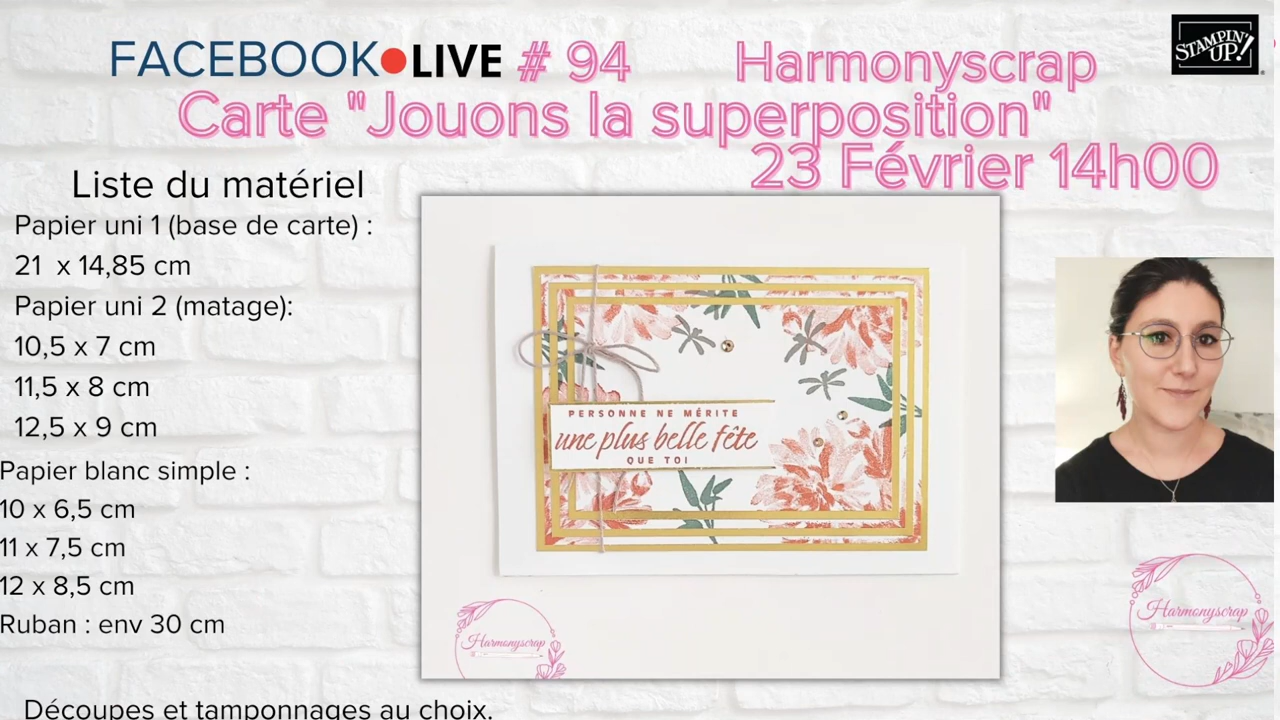 FACEBOOK LIVE # 94 Harmonyscrap
STAMPIN' UP!®
Carte "Jouons la superposition"
23 Février 14h00
Liste du matériel
Papier uni 1 (base de carte) :
21 x 14,85 cm
Papier uni 2 (matage):
10,5 x 7 cm
11,5 x 8 cm
12,5 x 9 cm
Papier blanc simple :
10 x 6,5 cm
11 x 7,5 cm
12 x 8,5 cm
Ruban : env 30 cm
Découpes et tamponnages au choix.
PERSONNE NE MÉRITE
une plus belle fête
QUE TOI
Harmonyscrap
Harmonyscrap